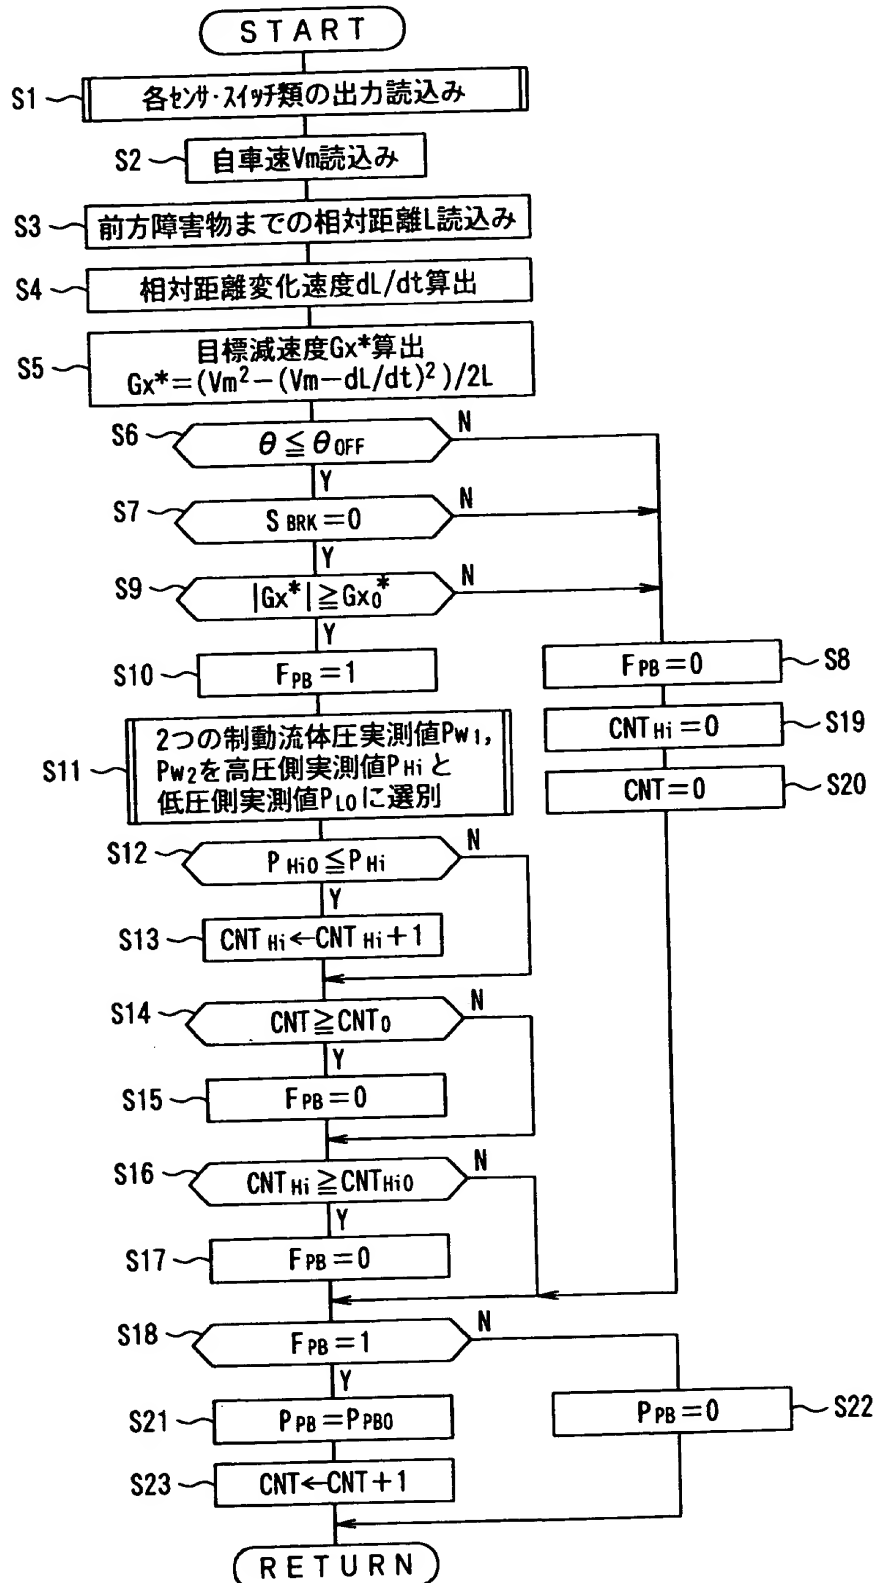 START
S1
各センサ･スイッチ類の出力読込み
S2
自車速Vm読込み
S3
前方障害物までの相対距離L読込み
S4
相対距離変化速度dL/dt算出
S5
目標減速度Gx*算出
Gx*=(Vm²-(Vm-dL/dt)²)/2L
S6
θ≦θOFF
N
Y
S7
SBRK=0
N
Y
S9
|Gx*|≧Gx0*
N
Y
S10
FPB=1
FPB=0
S8
CNTHi=0
S19
CNT=0
S20
S11
2つの制動流体圧実測値Pw1,
Pw2を高圧側実測値PHiと
低圧側実測値PLOに選別
S12
PHi0≦PHi
N
Y
S13
CNTHi←CNTHi+1
S14
CNT≧CNT0
N
Y
S15
FPB=0
S16
CNTHi≧CNTHi0
N
Y
S17
FPB=0
S18
FPB=1
N
Y
S21
PPB=PPB0
PPB=0
S22
S23
CNT←CNT+1
RETURN